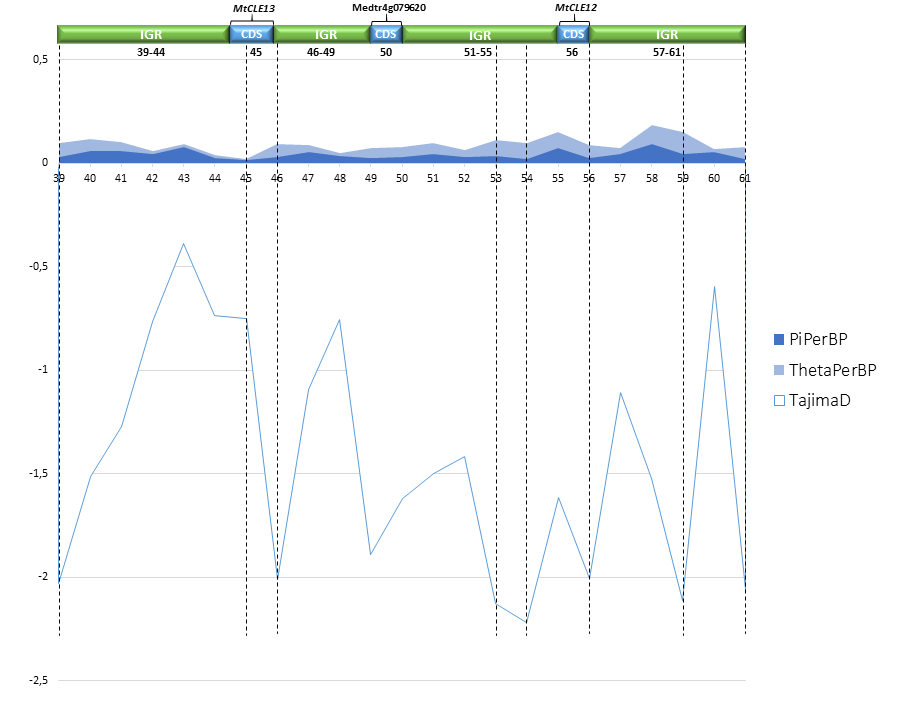 MtCLE13 Medtr4g079620 MtCLE12
IGR CDS IGR CDS IGR CDS IGR
39-44 45 46-49 50 51-55 56 57-61
0,5
0
39 40 41 42 43 44 45 46 47 48 49 50 51 52 53 54 55 56 57 58 59 60 61
-0,5
-1
-1,5
-2
-2,5
PiPerBP
ThetaPerBP
TajimaD